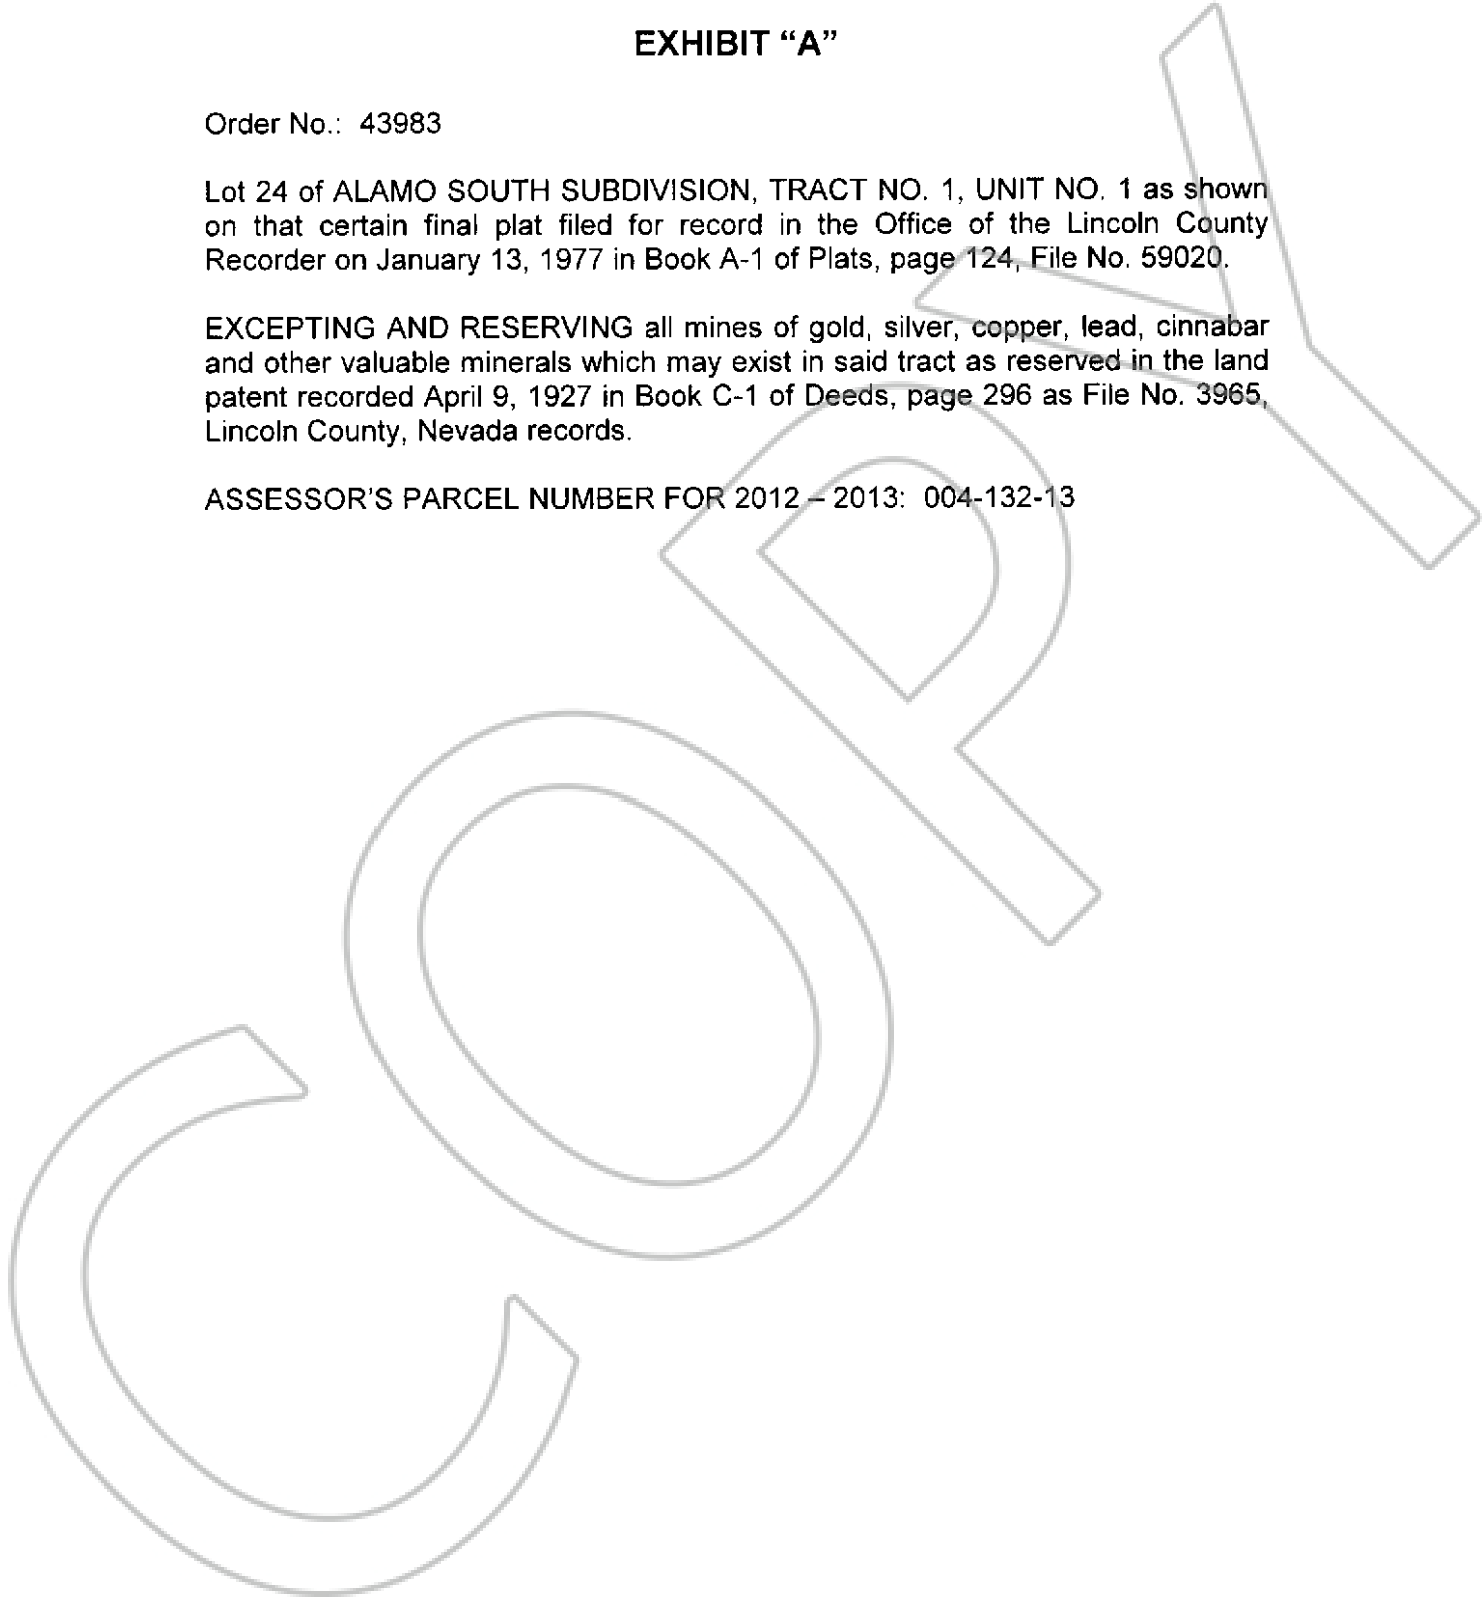 EXHIBIT “A”
Order No.: 43983
Lot 24 of ALAMO SOUTH SUBDIVISION, TRACT NO. 1, UNIT NO. 1 as shown
on that certain final plat filed for record in the Office of the Lincoln County
Recorder on January 13, 1977 in Book A-1 of Plats, page 124, File No. 59020.
EXCEPTING AND RESERVING all mines of gold, silver, copper, lead, cinnabar
and other valuable minerals which may exist in said tract as reserved in the land
patent recorded April 9, 1927 in Book C-1 of Deeds, page 296 as File No. 3965,
Lincoln County, Nevada records.
ASSESSOR’S PARCEL NUMBER FOR 2012 – 2013: 004-132-13
COPY